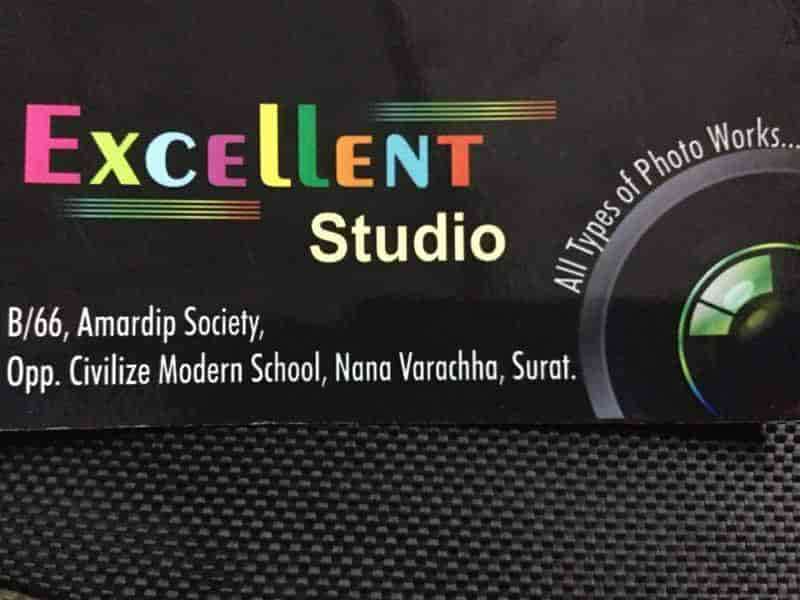 Excellent
Studio
All Types of Photo Works...
B/66, Amardip Society,
Opp. Civilize Modern School, Nana Varachha, Surat.